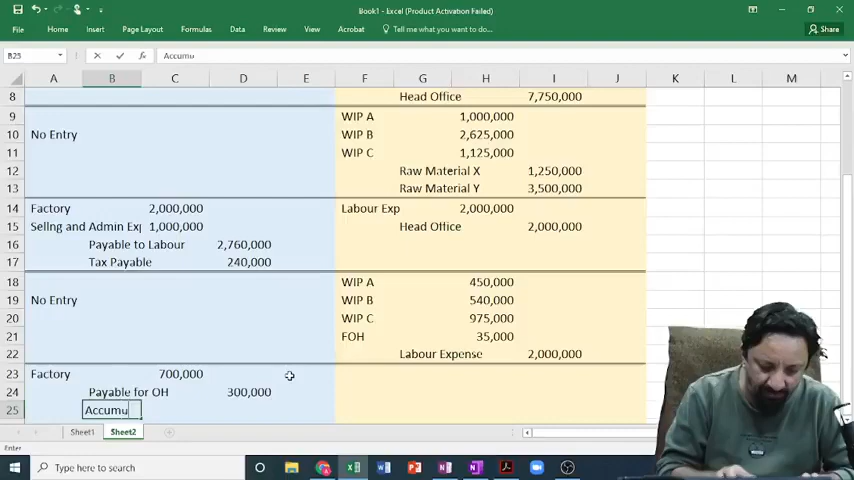 Book1 - Excel (Product Activation Failed)
File Home Insert Page Layout Formulas Data Review View Acrobat Tell me what you want to do... Share
B25 Accumu
A B C D E F G H I J K L M
8 Head Office 7,750,000
9 WIP A 1,000,000
10 No Entry WIP B 2,625,000
11 WIP C 1,125,000
12 Raw Material X 1,250,000
13 Raw Material Y 3,500,000
14 Factory 2,000,000 Labour Exp 2,000,000
15 Sellng and Admin Exp 1,000,000 Head Office 2,000,000
16 Payable to Labour 2,760,000
17 Tax Payable 240,000
18 WIP A 450,000
19 No Entry WIP B 540,000
20 WIP C 975,000
21 FOH 35,000
22 Labour Expense 2,000,000
23 Factory 700,000
24 Payable for OH 300,000
25 Accumu
Sheet1 Sheet2
Enter
Type here to search